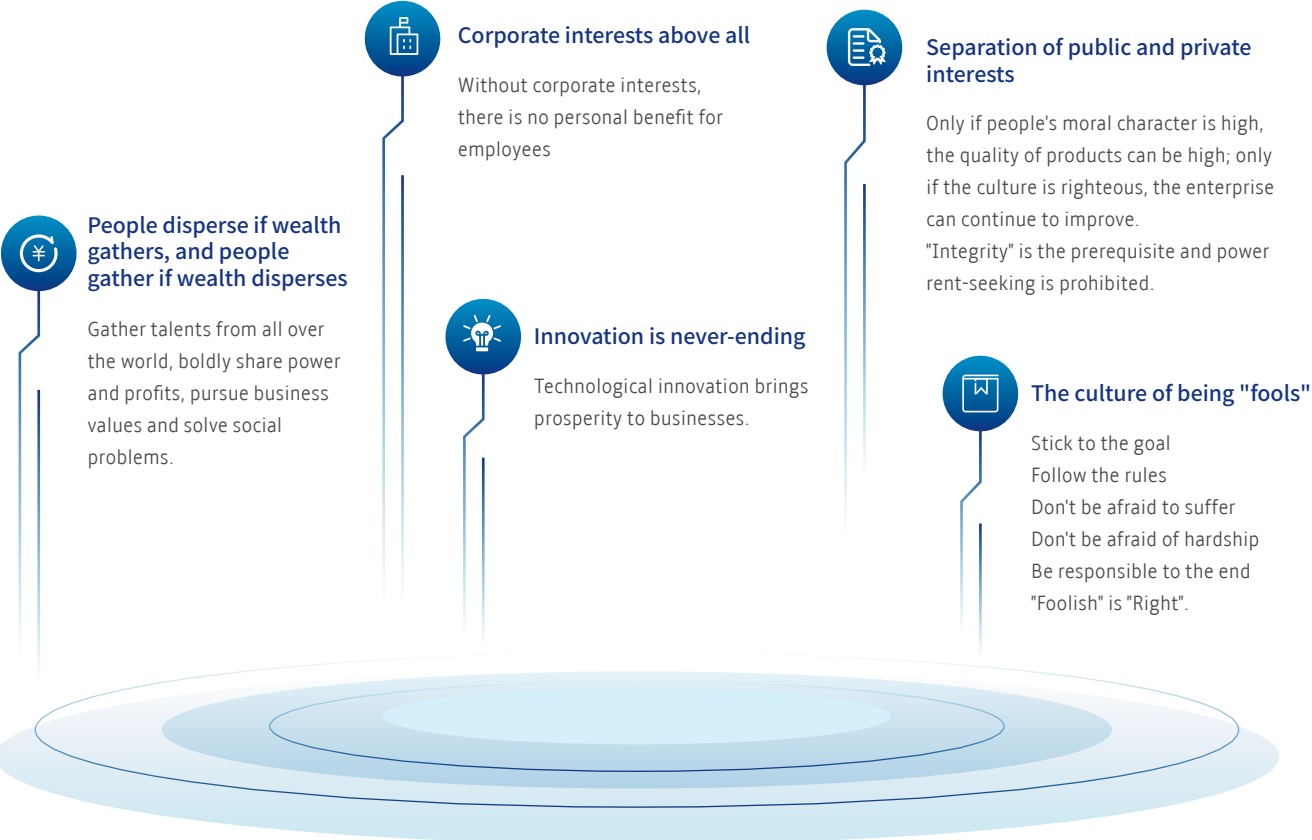 Corporate interests above all
Without corporate interests,
there is no personal benefit for
employees
Separation of public and private
interests
Only if people's moral character is high,
the quality of products can be high; only
if the culture is righteous, the enterprise
can continue to improve.
"Integrity" is the prerequisite and power
rent-seeking is prohibited.
¥
People disperse if wealth
gathers, and people
gather if wealth disperses
Gather talents from all over
the world, boldly share power
and profits, pursue business
values and solve social
problems.
Innovation is never-ending
Technological innovation brings
prosperity to businesses.
The culture of being "fools"
Stick to the goal
Follow the rules
Don't be afraid to suffer
Don't be afraid of hardship
Be responsible to the end
"Foolish" is "Right".